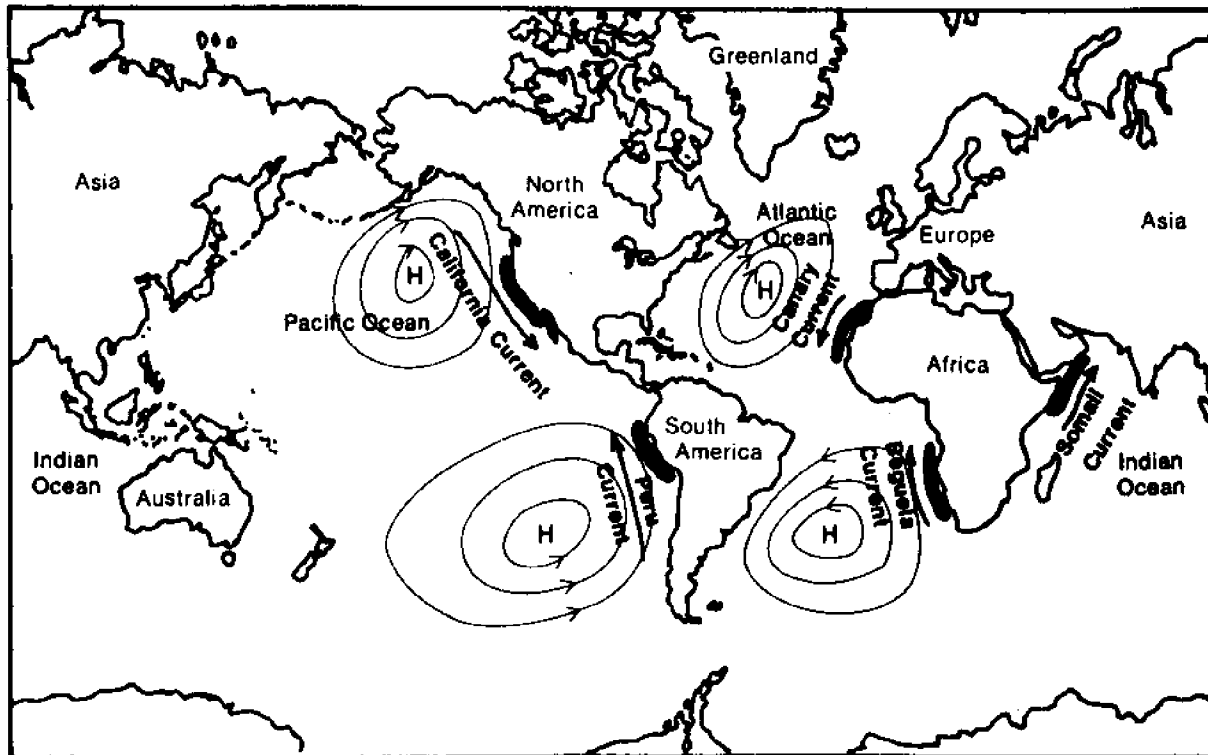 Greenland
Asia
North
America
Atlantic
Ocean
Europe
Asia
H
California Current
H
Canary
Current
Pacific Ocean
Africa
Somali
Current
South
America
Indian
Ocean
Australia
Peru
Current
H
Benguela
Current
H
Indian
Ocean